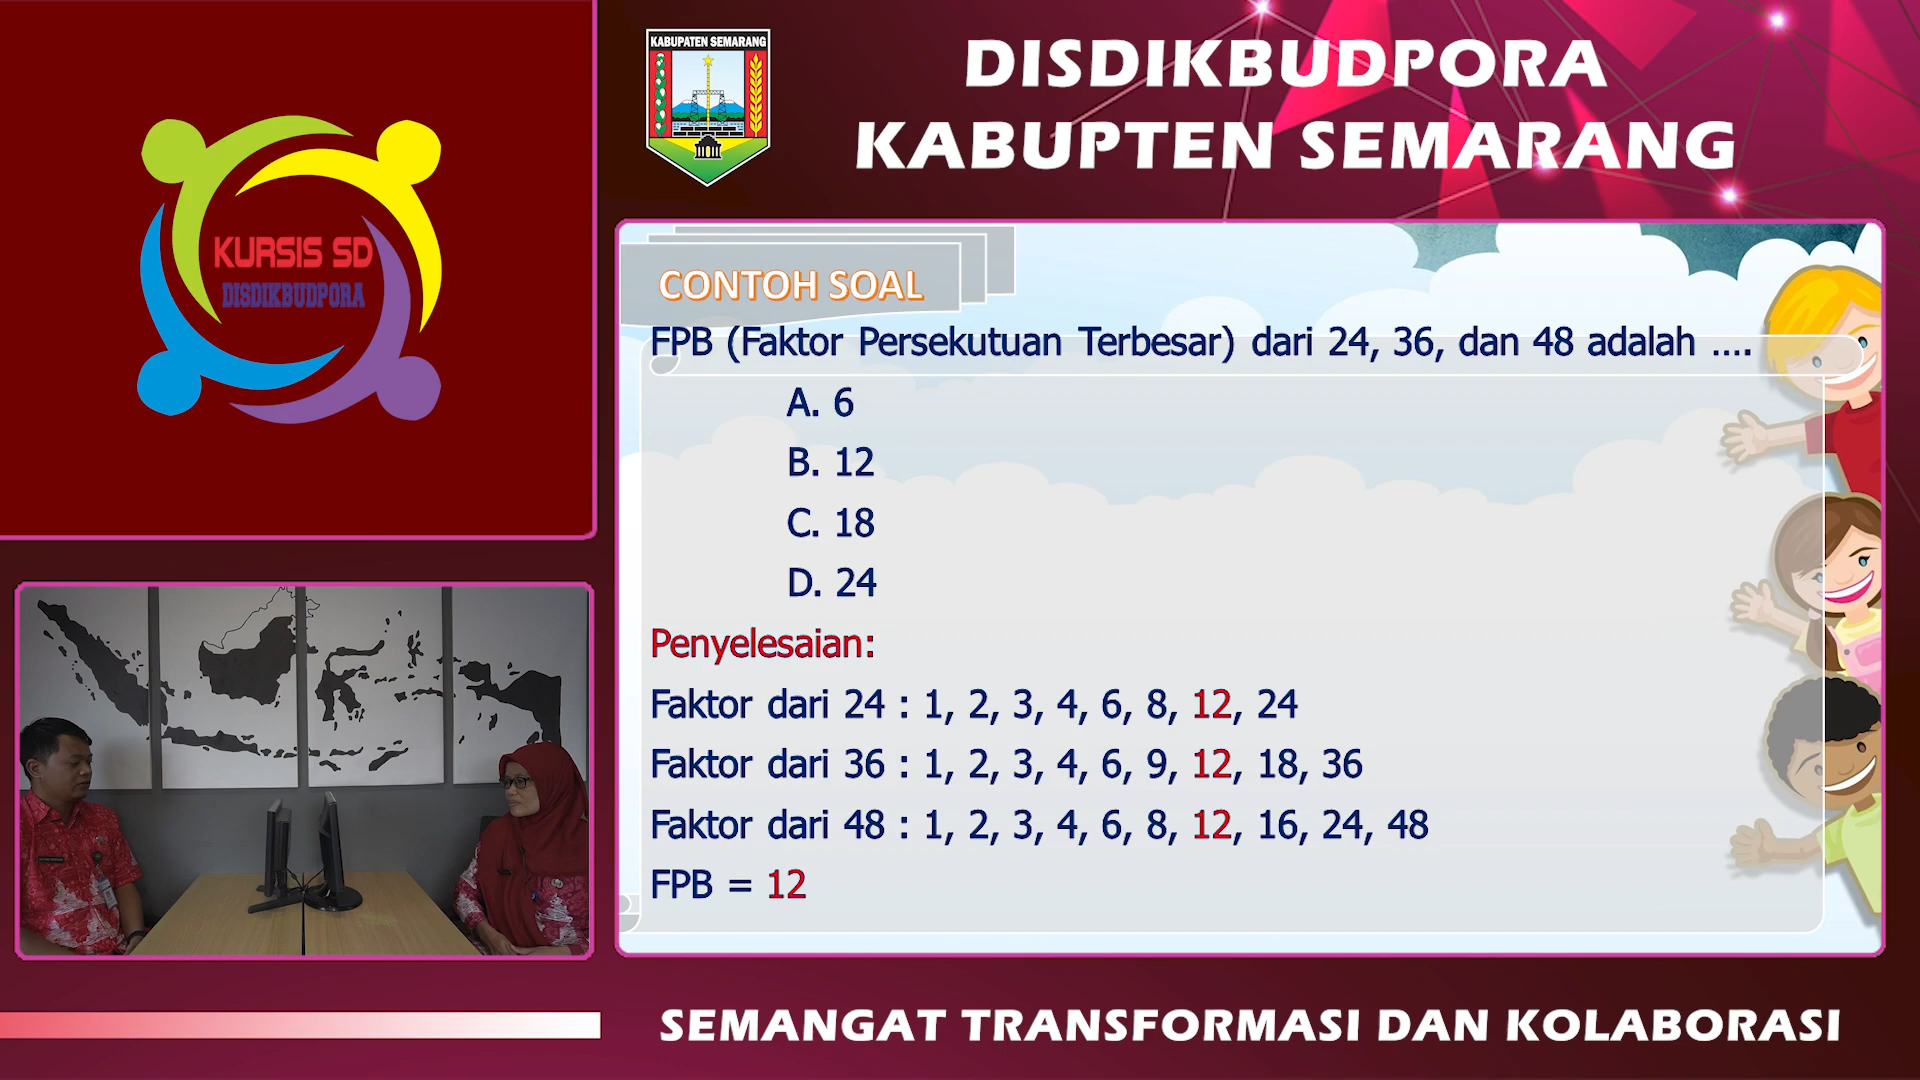 KURSIS SD
DISDIKBUDPORA
KABUPATEN SEMARANG
DISDIKBUDPORA
KABUPTEN SEMARANG
CONTOH SOAL
FPB (Faktor Persekutuan Terbesar) dari 24, 36, dan 48 adalah ....
A. 6
B. 12
C. 18
D. 24
Penyelesaian:
Faktor dari 24 : 1, 2, 3, 4, 6, 8, 12, 24
Faktor dari 36 : 1, 2, 3, 4, 6, 9, 12, 18, 36
Faktor dari 48 : 1, 2, 3, 4, 6, 8, 12, 16, 24, 48
FPB = 12
SEMANGAT TRANSFORMASI DAN KOLABORASI